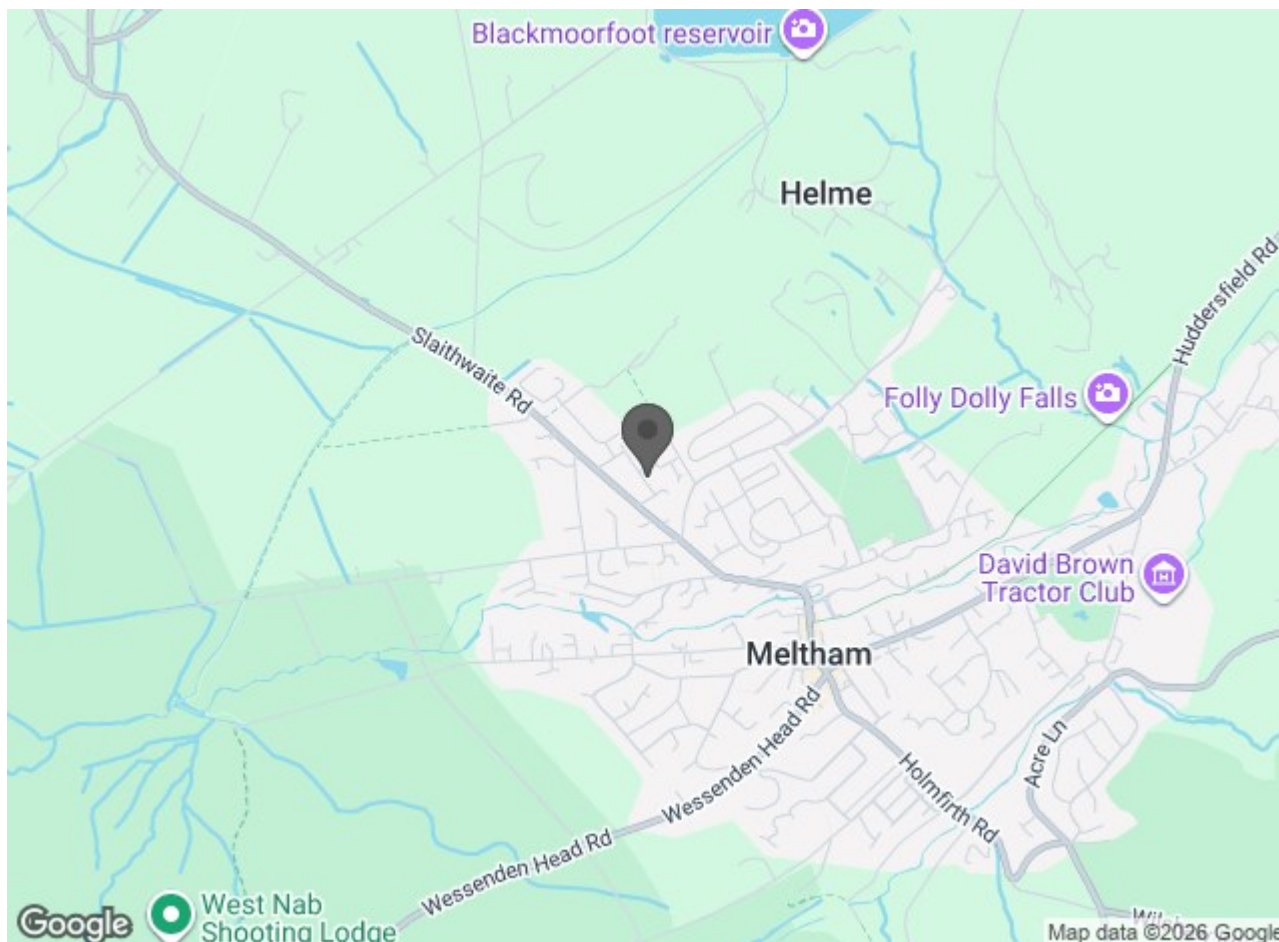 Blackmoorfoot reservoir
Helme
Huddersfield Rd
Slaithwaite Rd
Folly Dolly Falls
David Brown
Tractor Club
Meltham
Wessenden Head Rd
Acre Ln
Holmfirth Rd
Wessenden Head Rd
West Nab
Shooting Lodge
Google
Map data ©2026 Google